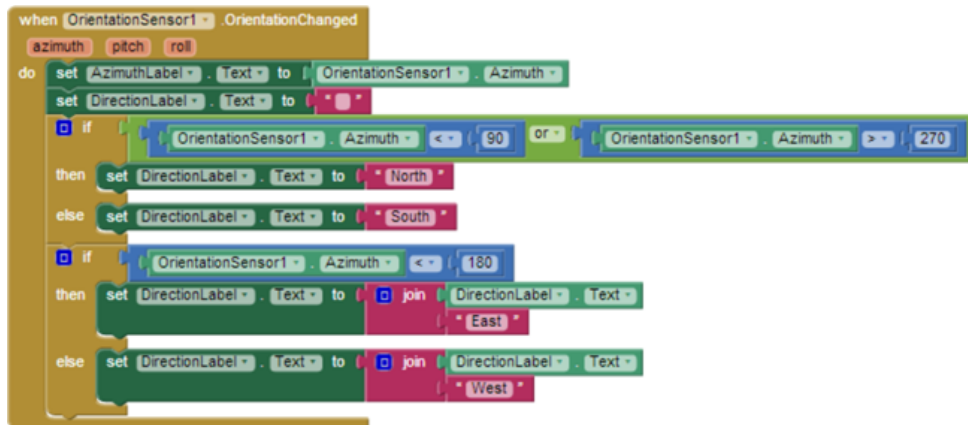 when OrientationSensor1 .OrientationChanged
azimuth pitch roll
do set AzimuthLabel . Text to OrientationSensor1 . Azimuth
set DirectionLabel . Text to " "
if OrientationSensor1 . Azimuth < 90 or OrientationSensor1 . Azimuth > 270
then set DirectionLabel . Text to " North "
else set DirectionLabel . Text to " South "
if OrientationSensor1 . Azimuth < 180
then set DirectionLabel . Text to join DirectionLabel . Text
" East "
else set DirectionLabel . Text to join DirectionLabel . Text
" West "